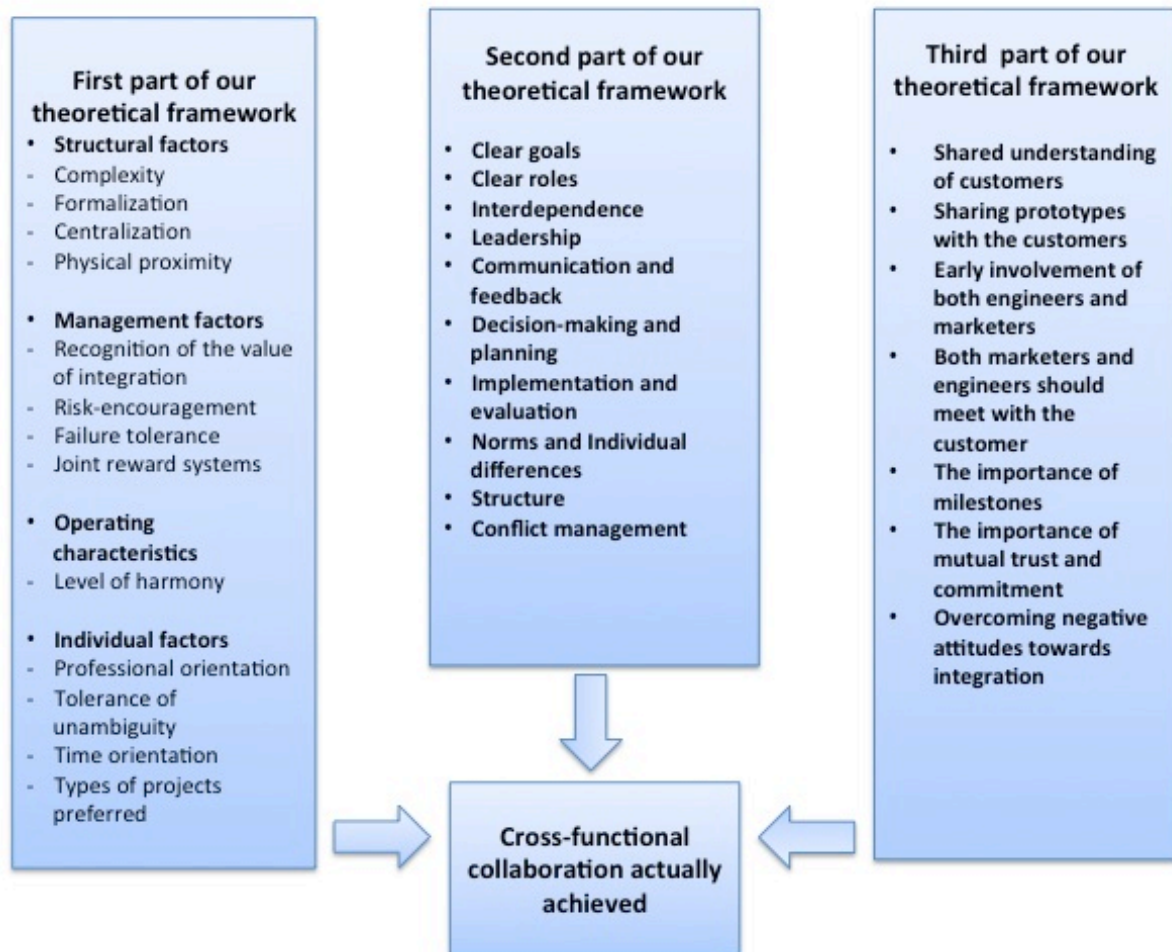 First part of our
theoretical framework
• Structural factors
- Complexity
- Formalization
- Centralization
- Physical proximity
• Management factors
- Recognition of the value
of integration
- Risk-encouragement
- Failure tolerance
- Joint reward systems
• Operating
characteristics
- Level of harmony
• Individual factors
- Professional orientation
- Tolerance of
unambiguity
- Time orientation
- Types of projects
preferred
Second part of our
theoretical framework
• Clear goals
• Clear roles
• Interdependence
• Leadership
• Communication and
feedback
• Decision-making and
planning
• Implementation and
evaluation
• Norms and Individual
differences
• Structure
• Conflict management
Third part of our
theoretical framework
• Shared understanding
of customers
• Sharing prototypes
with the customers
• Early involvement of
both engineers and
marketers
• Both marketers and
engineers should
meet with the
customer
• The importance of
milestones
• The importance of
mutual trust and
commitment
• Overcoming negative
attitudes towards
integration
Cross-functional
collaboration actually
achieved